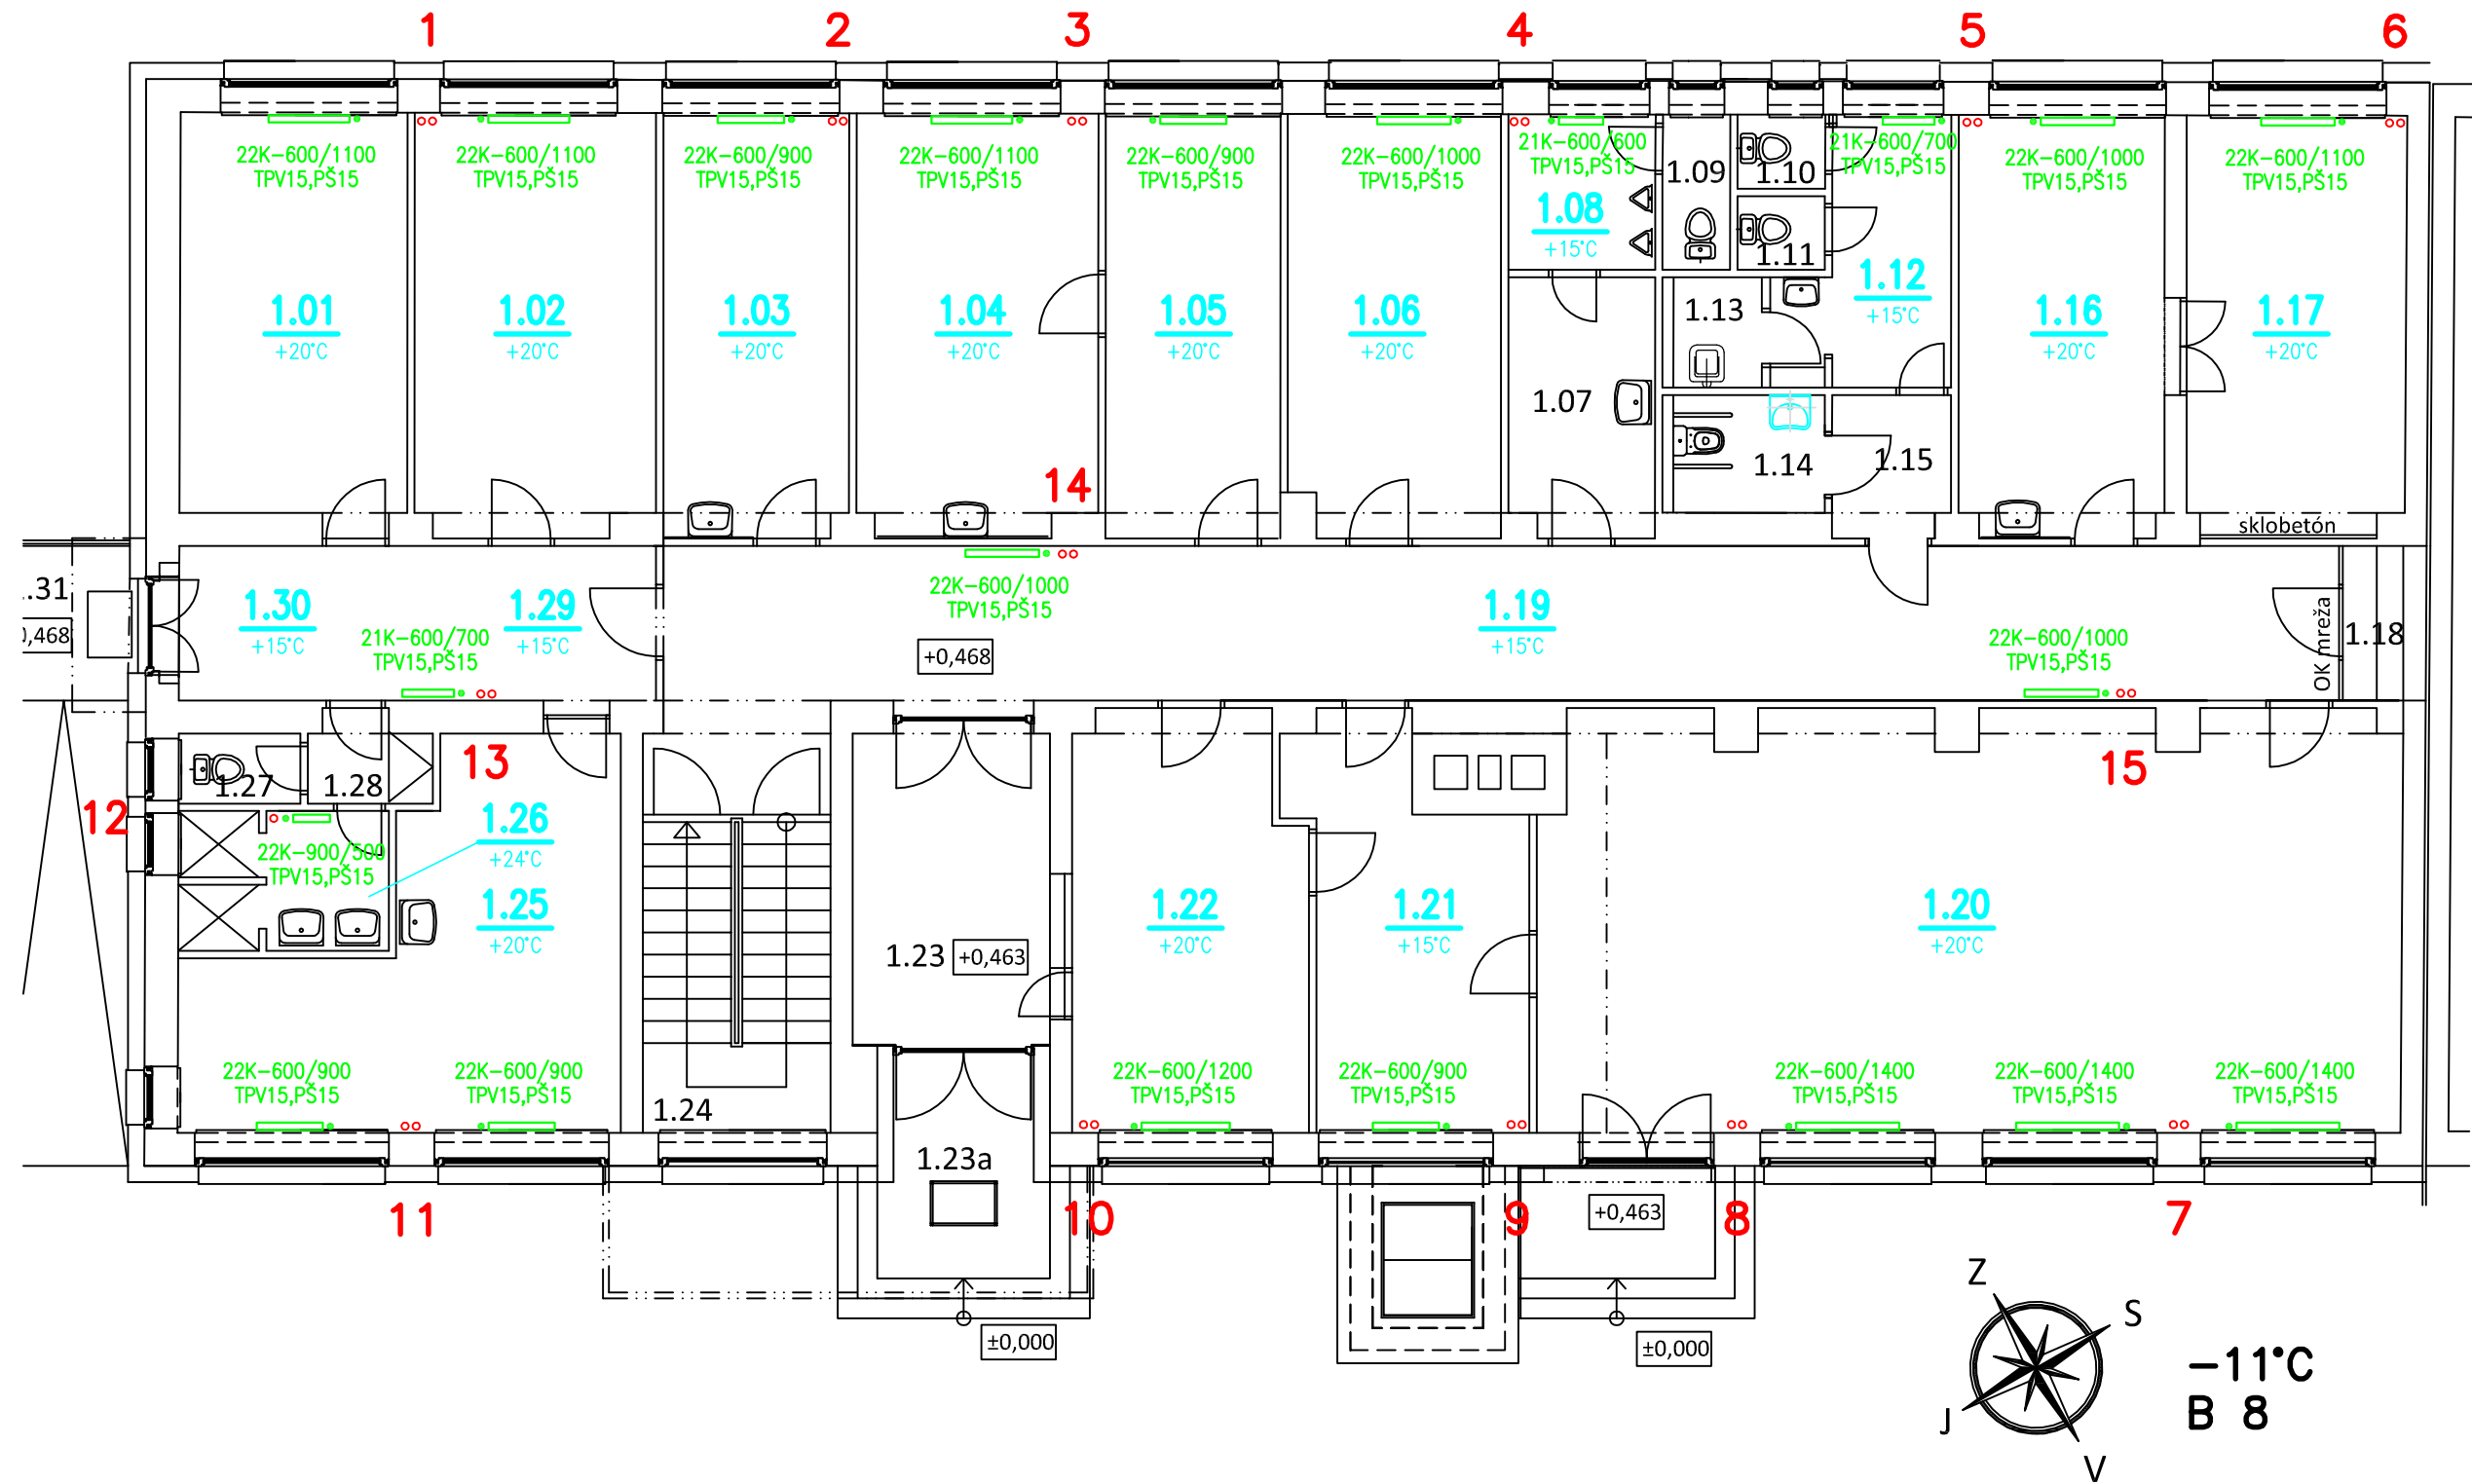 1
2
3
4
5
6
22K-600/1100
TPV15,PŠ15
22K-600/1100
TPV15,PŠ15
22K-600/900
TPV15,PŠ15
22K-600/1100
TPV15,PŠ15
22K-600/900
TPV15,PŠ15
22K-600/1000
TPV15,PŠ15
21K-600/600
TPV15,PŠ15
21K-600/700
TPV15,PŠ15
22K-600/1000
TPV15,PŠ15
22K-600/1100
TPV15,PŠ15
1.08
+15°C
1.09
1.10
1.11
1.12
+15°C
1.01
+20°C
1.02
+20°C
1.03
+20°C
1.04
+20°C
1.05
+20°C
1.06
+20°C
1.13
1.16
+20°C
1.17
+20°C
1.07
1.14
1.15
14
sklobetón
.31
0,468
1.30
+15°C
21K-600/700
TPV15,PŠ15
1.29
+15°C
22K-600/1000
TPV15,PŠ15
+0,468
1.19
+15°C
22K-600/1000
TPV15,PŠ15
OK mreža
1.18
12
1.27
1.28
13
15
22K-900/500
TPV15,PŠ15
1.26
+24°C
1.25
+20°C
1.23
+0,463
1.22
+20°C
1.21
+15°C
1.20
+20°C
22K-600/900
TPV15,PŠ15
22K-600/900
TPV15,PŠ15
1.24
1.23a
22K-600/1200
TPV15,PŠ15
22K-600/900
TPV15,PŠ15
22K-600/1400
TPV15,PŠ15
22K-600/1400
TPV15,PŠ15
22K-600/1400
TPV15,PŠ15
11
10
9
+0,463
8
7
±0,000
±0,000
Z
S
J
V
-11°C
B 8